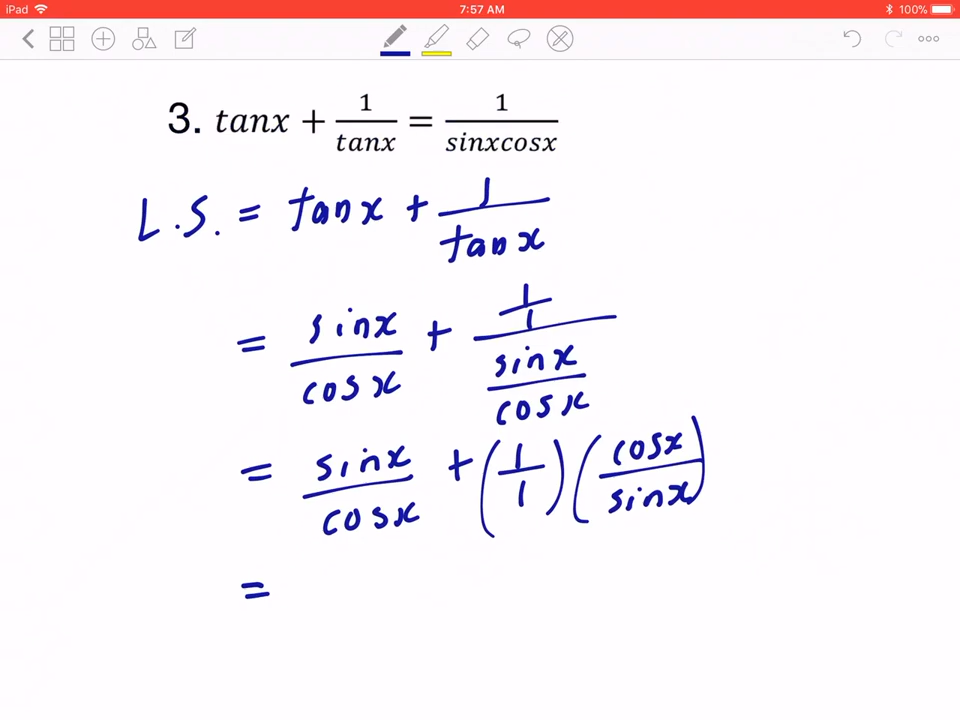 iPad 7:57 AM 100%
3. tanx + 1/tanx = 1/sinxcosx
L.S. = tanx + 1/tanx
= sinx/cosx + (1/1)/(sinx/cosx)
= sinx/cosx + (1/1)(cosx/sinx)
=